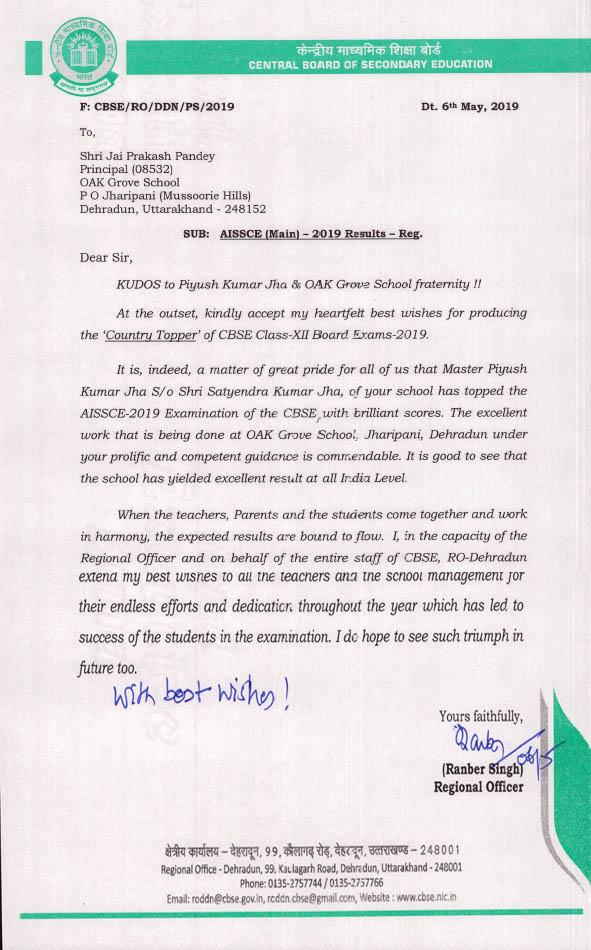 केन्द्रीय माध्यमिक शिक्षा बोर्ड
CENTRAL BOARD OF SECONDARY EDUCATION
केन्द्रीय माध्यमिक शिक्षा बोर्ड
भारत
F: CBSE/RO/DDN/PS/2019 Dt. 6th May, 2019
To,
Shri Jai Prakash Pandey
Principal (08532)
OAK Grove School
P O Jharipani (Mussoorie Hills)
Dehradun, Uttarakhand - 248152
SUB: AISSCE (Main) – 2019 Results – Reg.
Dear Sir,
KUDOS to Piyush Kumar Jha & OAK Grove School fraternity !!
At the outset, kindly accept my heartfelt best wishes for producing
the ‘Country Topper’ of CBSE Class-XII Board Exams-2019.
It is, indeed, a matter of great pride for all of us that Master Piyush
Kumar Jha S/o Shri Satyendra Kumar Jha, of your school has topped the
AISSCE-2019 Examination of the CBSE, with brilliant scores. The excellent
work that is being done at OAK Grove School, Jharipani, Dehradun under
your prolific and competent guidance is commendable. It is good to see that
the school has yielded excellent result at all India Level.
When the teachers, Parents and the students come together and work
in harmony, the expected results are bound to flow. I, in the capacity of the
Regional Officer and on behalf of the entire staff of CBSE, RO-Dehradun
extend my best wishes to all the teachers and the school management for
their endless efforts and dedication throughout the year which has led to
success of the students in the examination. I do hope to see such triumph in
future too.
With best wishes !
Yours faithfully,
(Ranber Singh)
Regional Officer
क्षेत्रीय कार्यालय – देहरादून, 99, कौलागढ़ रोड़, देहरादून, उत्तराखण्ड – 248001
Regional Office - Dehradun, 99, Kaulagarh Road, Dehradun, Uttarakhand - 248001
Phone: 0135-2757744 / 0135-2757766
Email: roddn@cbse.gov.in, roddn.cbse@gmail.com, Website : www.cbse.nic.in